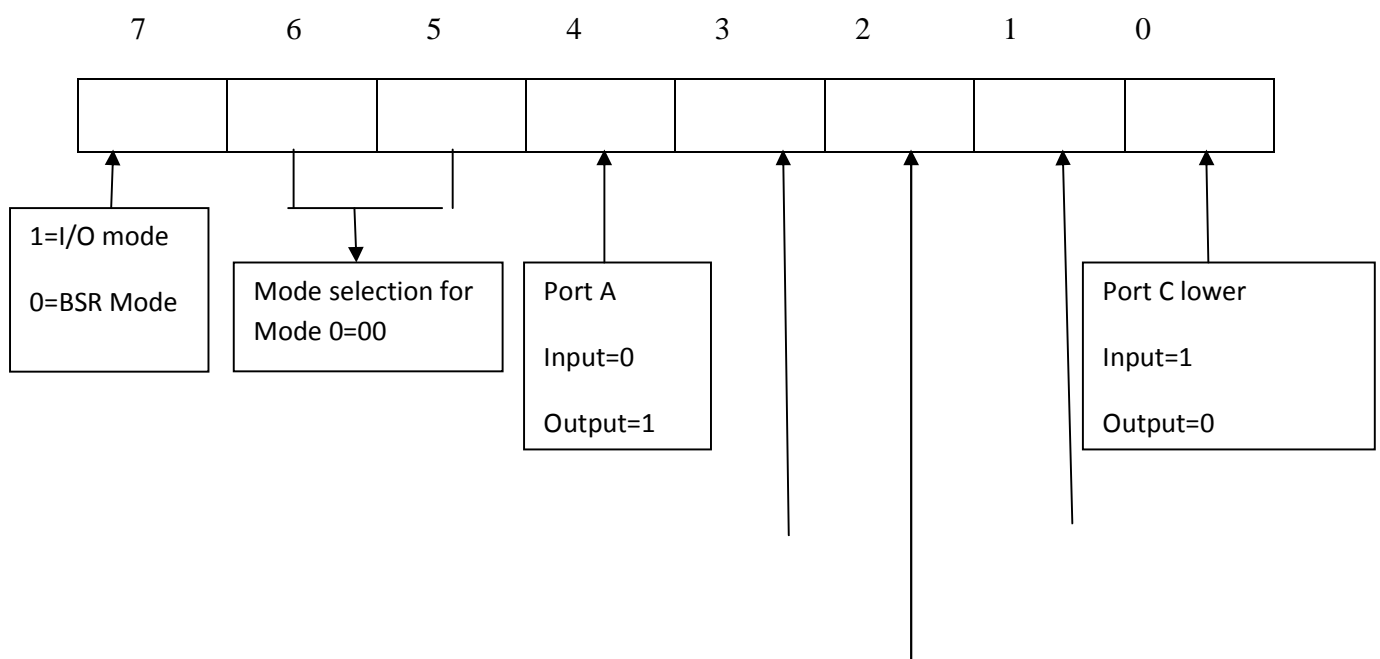 7 6 5 4 3 2 1 0
1=I/O mode
0=BSR Mode
Mode selection for
Mode 0=00
Port A
Input=0
Output=1
Port C lower
Input=1
Output=0